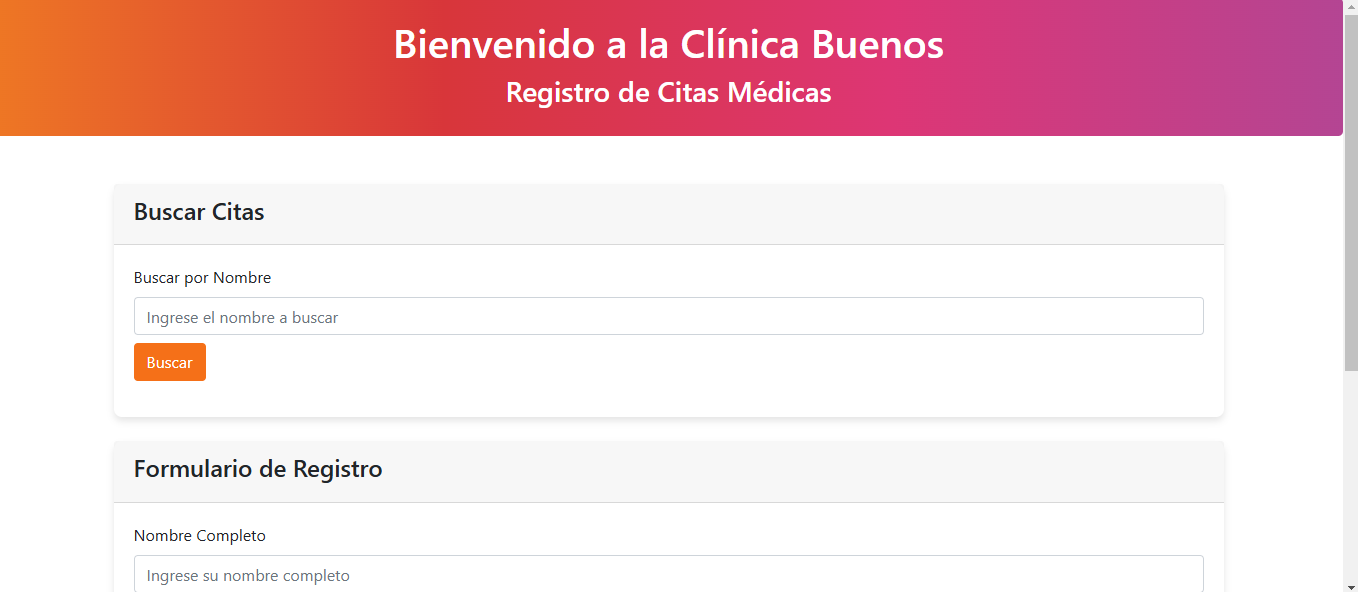 Bienvenido a la Clínica Buenos
Registro de Citas Médicas
Buscar Citas
Buscar por Nombre
Ingrese el nombre a buscar
Buscar
Formulario de Registro
Nombre Completo
Ingrese su nombre completo